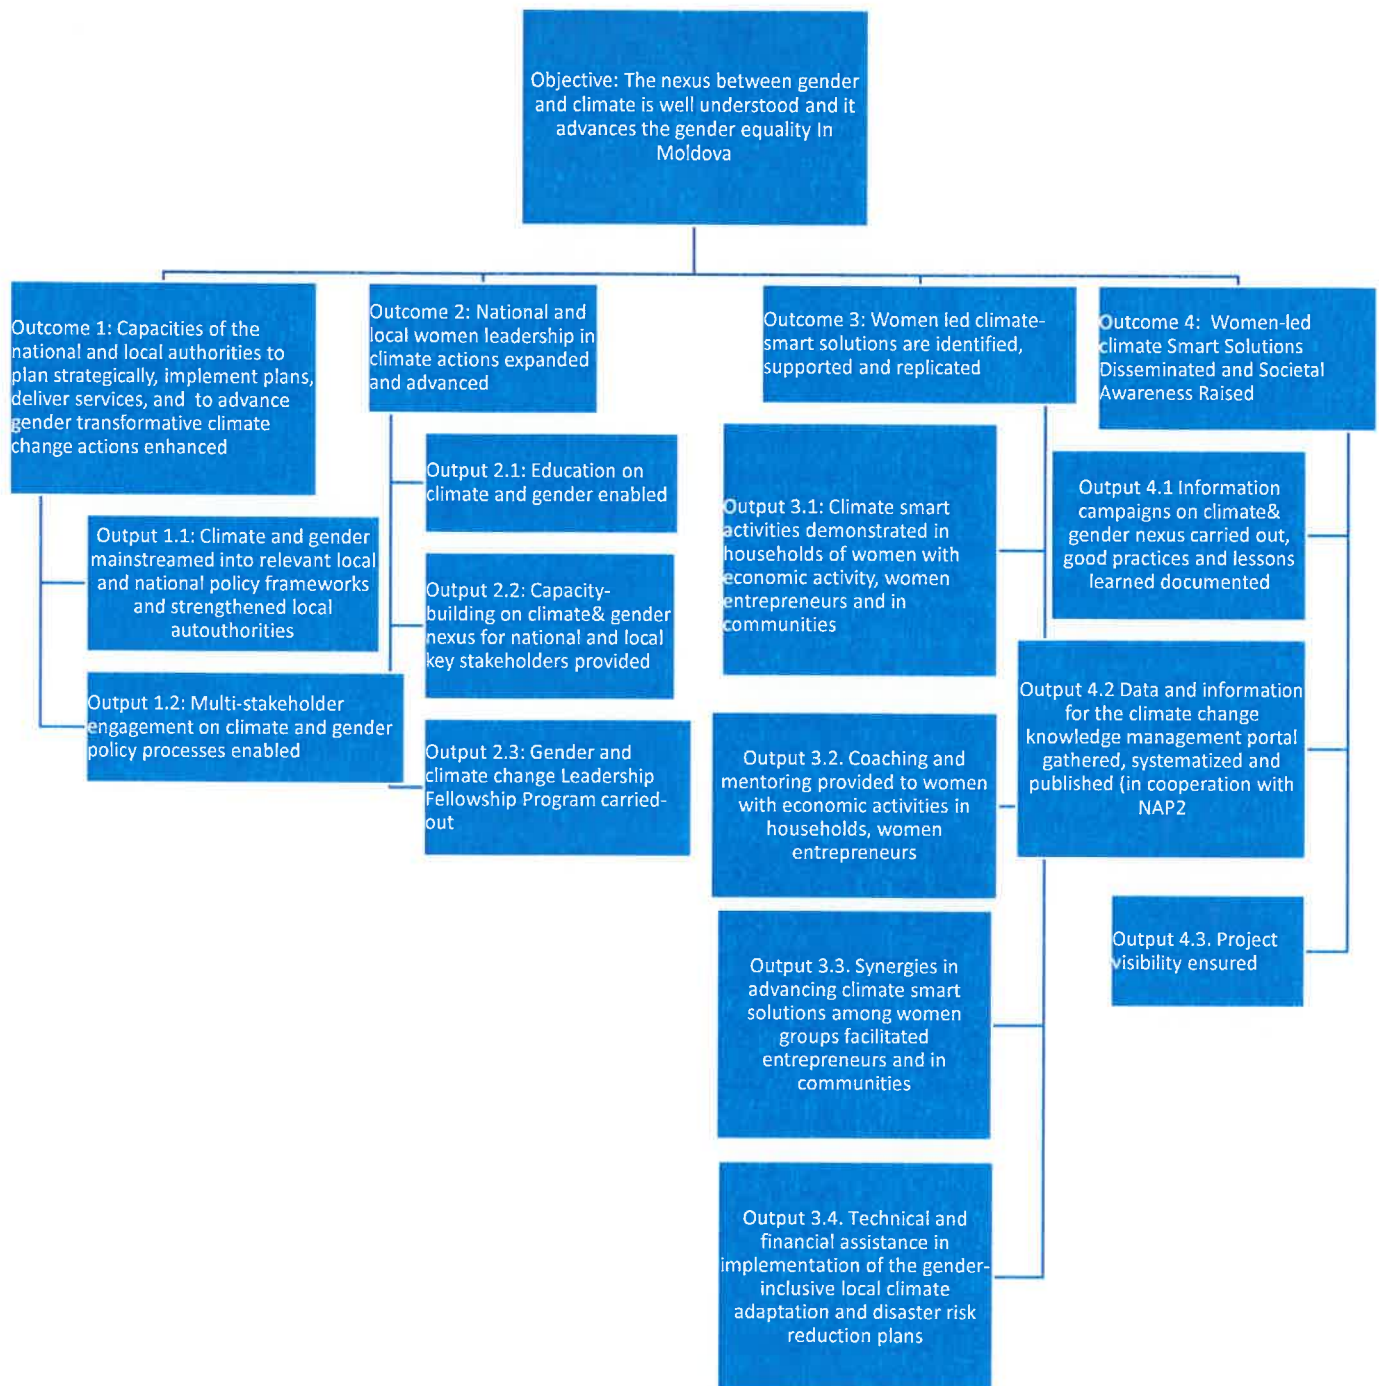 Objective: The nexus between gender
and climate is well understood and it
advances the gender equality In
Moldova
Outcome 1: Capacities of the
national and local authorities to
plan strategically, implement plans,
deliver services, and to advance
gender transformative climate
change actions enhanced
Output 1.1: Climate and gender
mainstreamed into relevant local
and national policy frameworks
and strengthened local
autouthorities
Output 1.2: Multi-stakeholder
engagement on climate and gender
policy processes enabled
Outcome 2: National and
local women leadership in
climate actions expanded
and advanced
Output 2.1: Education on
climate and gender enabled
Output 2.2: Capacity-
building on climate& gender
nexus for national and local
key stakeholders provided
Output 2.3: Gender and
climate change Leadership
Fellowship Program carried-
out
Outcome 3: Women led climate-
smart solutions are identified,
supported and replicated
Output 3.1: Climate smart
activities demonstrated in
households of women with
economic activity, women
entrepreneurs and in
communities
Output 3.2. Coaching and
mentoring provided to women
with economic activities in
households, women
entrepreneurs
Output 3.3. Synergies in
advancing climate smart
solutions among women
groups facilitated
entrepreneurs and in
communities
Output 3.4. Technical and
financial assistance in
implementation of the gender-
inclusive local climate
adaptation and disaster risk
reduction plans
Outcome 4: Women-led
climate Smart Solutions
Disseminated and Societal
Awareness Raised
Output 4.1 Information
campaigns on climate&
gender nexus carried out,
good practices and lessons
learned documented
Output 4.2 Data and information
for the climate change
knowledge management portal
gathered, systematized and
published (in cooperation with
NAP2
Output 4.3. Project
visibility ensured